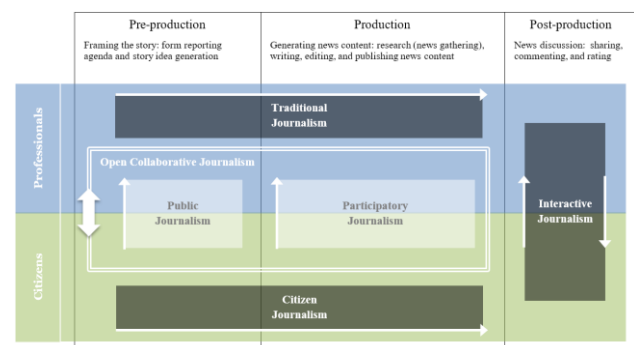 Pre-production
Production
Post-production
Framing the story: form reporting
agenda and story idea generation
Generating news content: research (news gathering),
writing, editing, and publishing news content
News discussion: sharing,
commenting, and rating
Professionals
Traditional
Journalism
Open Collaborative Journalism
Public
Journalism
Participatory
Journalism
Interactive
Journalism
Citizens
Citizen
Journalism